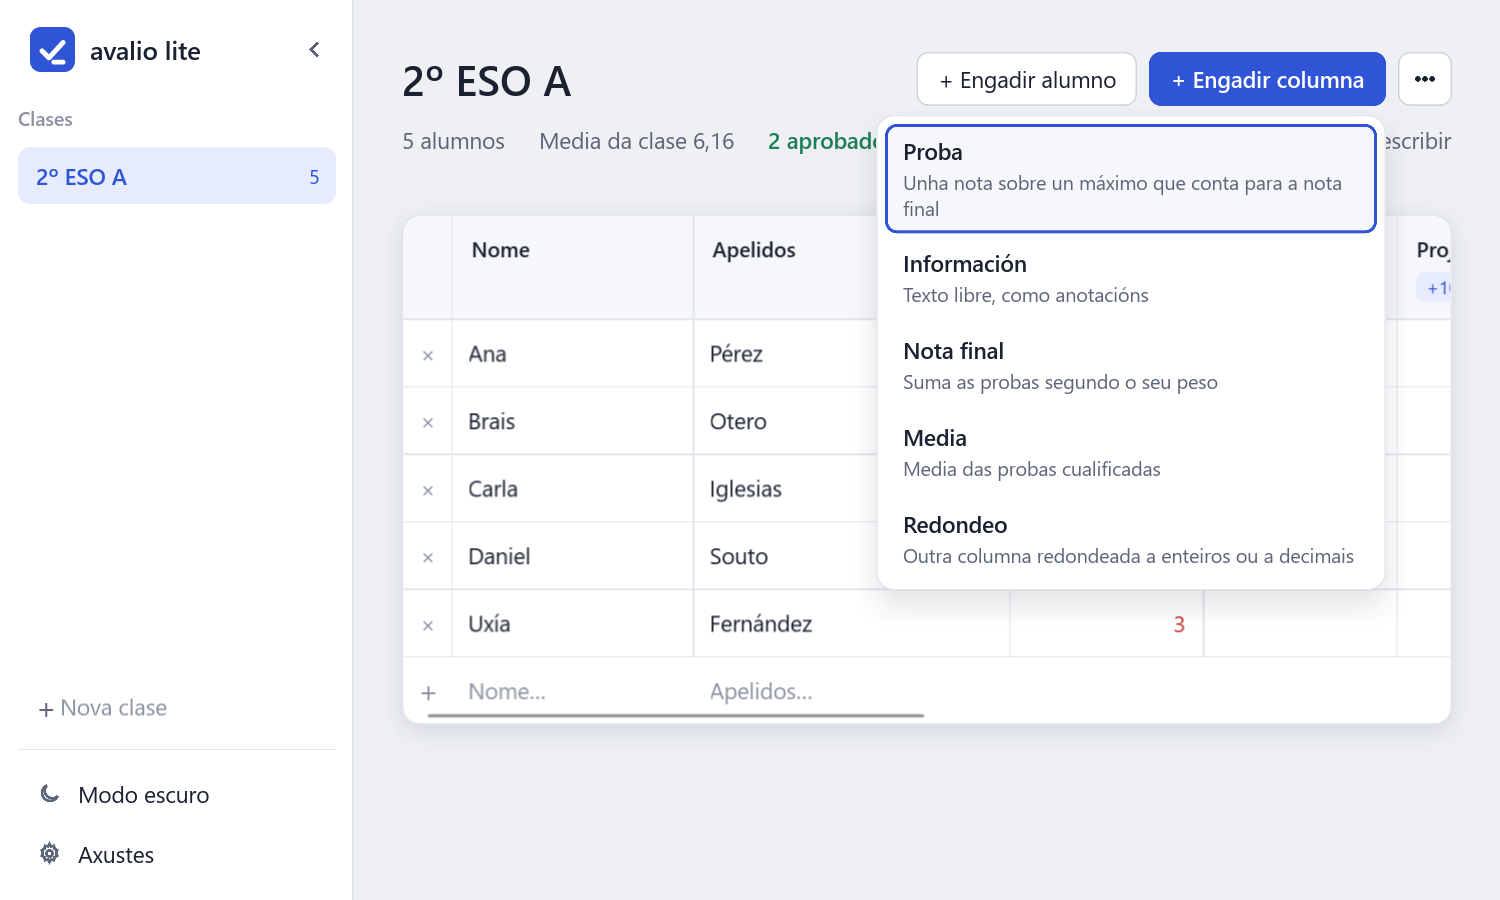 avalio lite
Clases
2º ESO A 5
+ Nova clase
Modo escuro
Axustes
2º ESO A
+ Engadir alumno
+ Engadir columna
•••
5 alumnos Media da clase 6,16 2
Proba
Unha nota sobre un máximo que conta para a nota
final
Información
Texto libre, como anotacións
Nota final
Suma as probas segundo o seu peso
Media
Media das probas cualificadas
Redondeo
Outra columna redondeada a enteiros ou a decimais
Nome Apelidos
× Ana Pérez
× Brais Otero
× Carla Iglesias
× Daniel Souto
× Uxía Fernández 3
+ Nome... Apelidos...